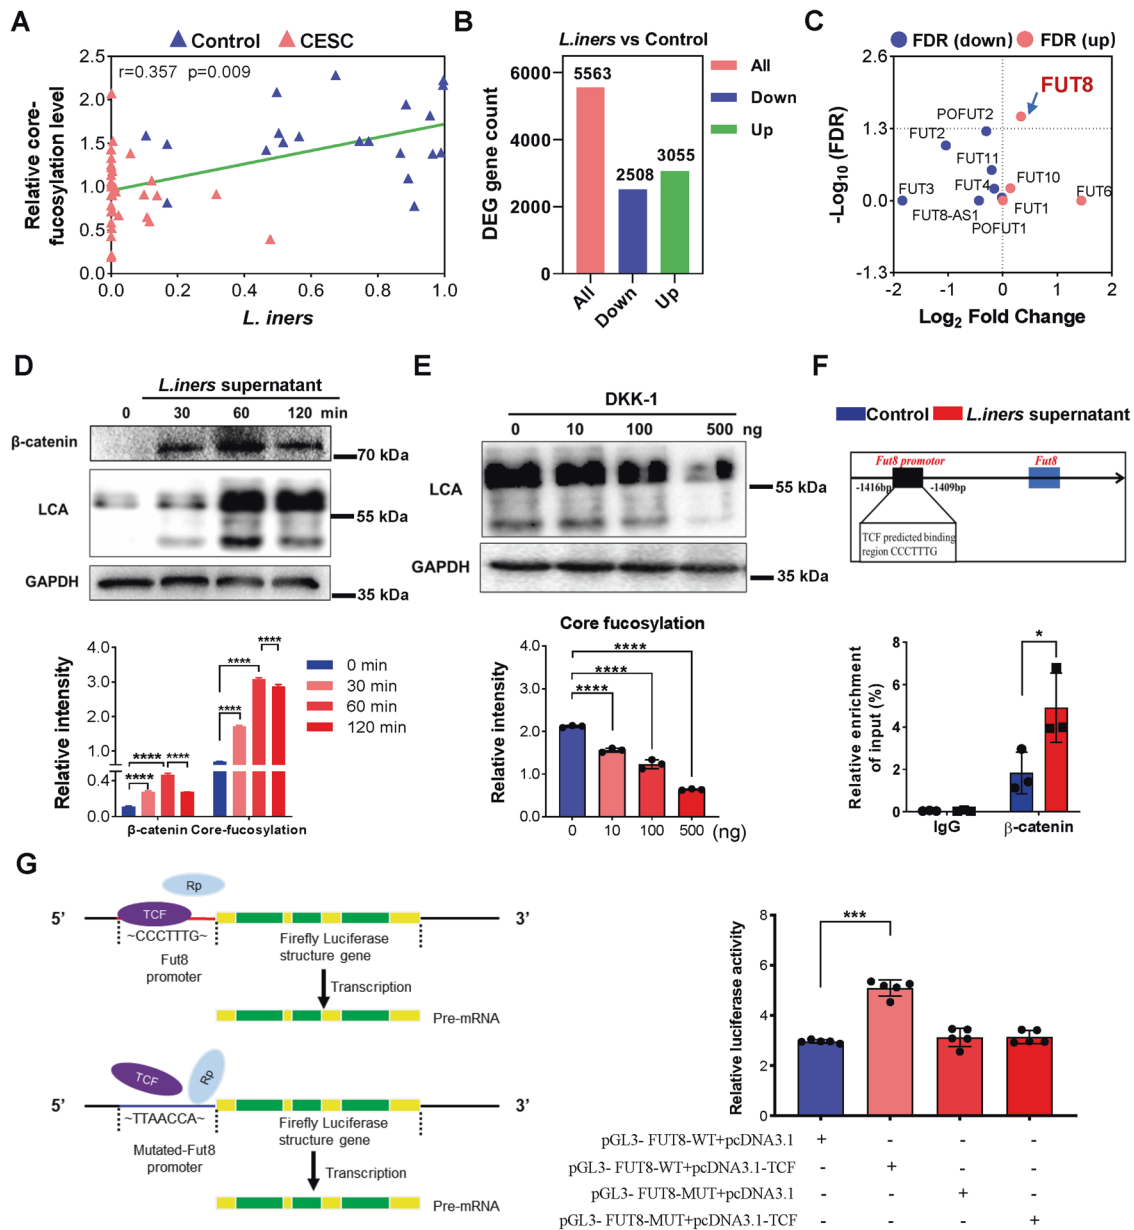 A
Control
CESC
r=0.357 p=0.009
Relative core-
fucosylation level
2.5
2.0
1.5
1.0
0.5
0.0
0.0
0.2
0.4
0.6
0.8
1.0
L. iners
B
L.iners vs Control
DEG gene count
6000
4000
2000
0
5563
2508
3055
All
Down
Up
All
Down
Up
C
FDR (down)
FDR (up)
-Log10 (FDR)
2.6
1.3
0.0
-1.3
FUT8
POFUT2
FUT2
FUT11
FUT3
FUT4
FUT10
FUT6
FUT8-AS1
FUT1
POFUT1
-2
-1
0
1
2
Log2 Fold Change
D
L.iners supernatant
0 30 60 120 min
β-catenin
70 kDa
LCA
55 kDa
GAPDH
35 kDa
Relative intensity
4.0
3.0
2.0
1.0
0.4
0.0
****
****
****
****
****
****
β-catenin Core-fucosylation
0 min
30 min
60 min
120 min
E
DKK-1
0 10 100 500 ng
LCA
55 kDa
GAPDH
35 kDa
Core fucosylation
Relative intensity
4.0
3.0
2.0
1.0
0.0
****
****
****
0 10 100 500 (ng)
F
Control
L.iners supernatant
Fut8 promotor
Fut8
-1416bp
-1409bp
TCF predicted binding
region CCCTTTG
Relative enrichment
of input (%)
8
6
4
2
0
*
IgG
β-catenin
G
Rp
TCF
5’
3’
~CCCTTTG~
Fut8
promoter
Firefly Luciferase
structure gene
Transcription
Pre-mRNA
TCF
Rp
5’
3’
~TTAACCA~
Mutated-Fut8
promoter
Firefly Luciferase
structure gene
Transcription
Pre-mRNA
Relative luciferase activity
8
6
4
2
0
***
pGL3- FUT8-WT+pcDNA3.1 + - - -
pGL3- FUT8-WT+pcDNA3.1-TCF - + - -
pGL3- FUT8-MUT+pcDNA3.1 - - + -
pGL3- FUT8-MUT+pcDNA3.1-TCF - - - +